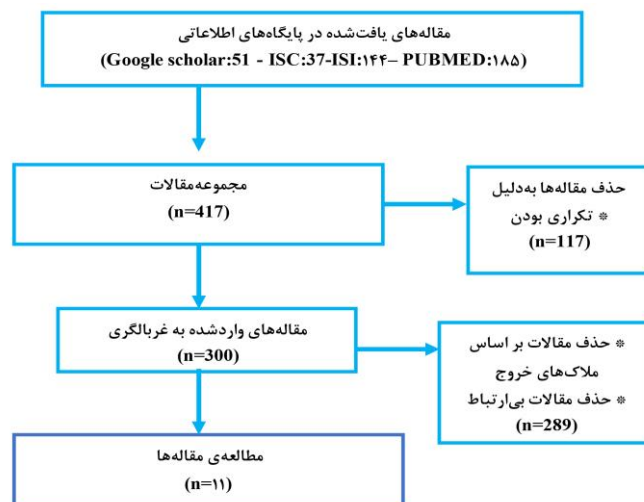 مقاله‌های یافت‌شده در پایگاه‌های اطلاعاتی
(Google scholar:51 - ISC:37-ISI:۱۴۴– PUBMED:۱۸۵)
مجموعه‌مقالات
(n=417)
حذف مقاله‌ها به‌دلیل
* تکراری بودن
(n=117)
مقاله‌های واردشده به غربالگری
(n=300)
* حذف مقالات بر اساس
ملاک‌های خروج
* حذف مقالات بی‌ارتباط
(n=289)
مطالعه‌ی مقاله‌ها
(n=۱۱)